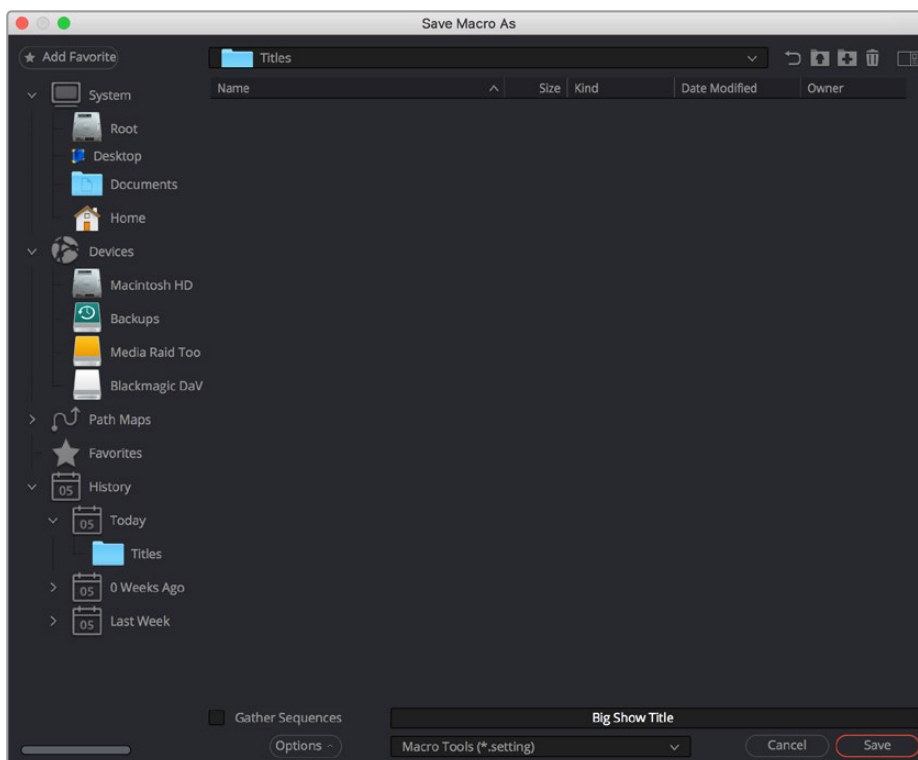 Save Macro As
Add Favorite
Titles
Name Size Kind Date Modified Owner
System
Root
Desktop
Documents
Home
Devices
Macintosh HD
Backups
Media Raid Too
Blackmagic DaV
Path Maps
Favorites
05 History
05 Today
Titles
05 0 Weeks Ago
05 Last Week
Gather Sequences Big Show Title
Options Macro Tools (*.setting) Cancel Save